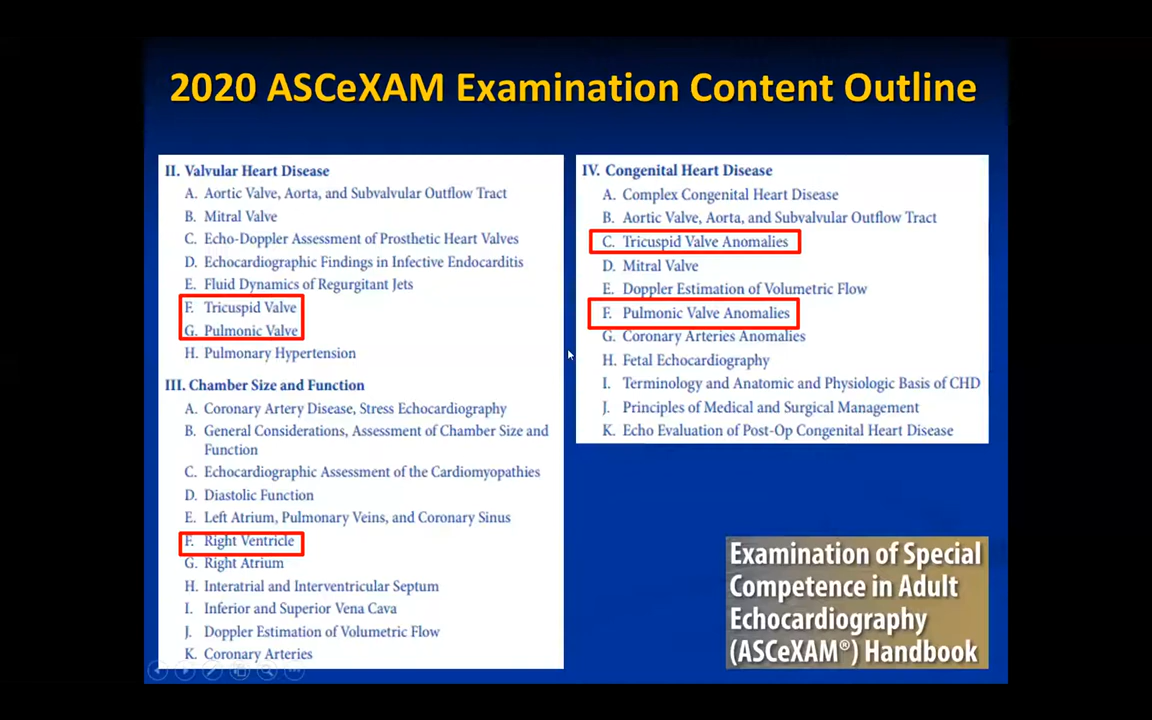 2020 ASCeXAM Examination Content Outline
II. Valvular Heart Disease
A. Aortic Valve, Aorta, and Subvalvular Outflow Tract
B. Mitral Valve
C. Echo-Doppler Assessment of Prosthetic Heart Valves
D. Echocardiographic Findings in Infective Endocarditis
E. Fluid Dynamics of Regurgitant Jets
F. Tricuspid Valve
G. Pulmonic Valve
H. Pulmonary Hypertension
III. Chamber Size and Function
A. Coronary Artery Disease, Stress Echocardiography
B. General Considerations, Assessment of Chamber Size and
Function
C. Echocardiographic Assessment of the Cardiomyopathies
D. Diastolic Function
E. Left Atrium, Pulmonary Veins, and Coronary Sinus
F. Right Ventricle
G. Right Atrium
H. Interatrial and Interventricular Septum
I. Inferior and Superior Vena Cava
J. Doppler Estimation of Volumetric Flow
K. Coronary Arteries
IV. Congenital Heart Disease
A. Complex Congenital Heart Disease
B. Aortic Valve, Aorta, and Subvalvular Outflow Tract
C. Tricuspid Valve Anomalies
D. Mitral Valve
E. Doppler Estimation of Volumetric Flow
F. Pulmonic Valve Anomalies
G. Coronary Arteries Anomalies
H. Fetal Echocardiography
I. Terminology and Anatomic and Physiologic Basis of CHD
J. Principles of Medical and Surgical Management
K. Echo Evaluation of Post-Op Congenital Heart Disease
Examination of Special
Competence in Adult
Echocardiography
(ASCeXAM®) Handbook